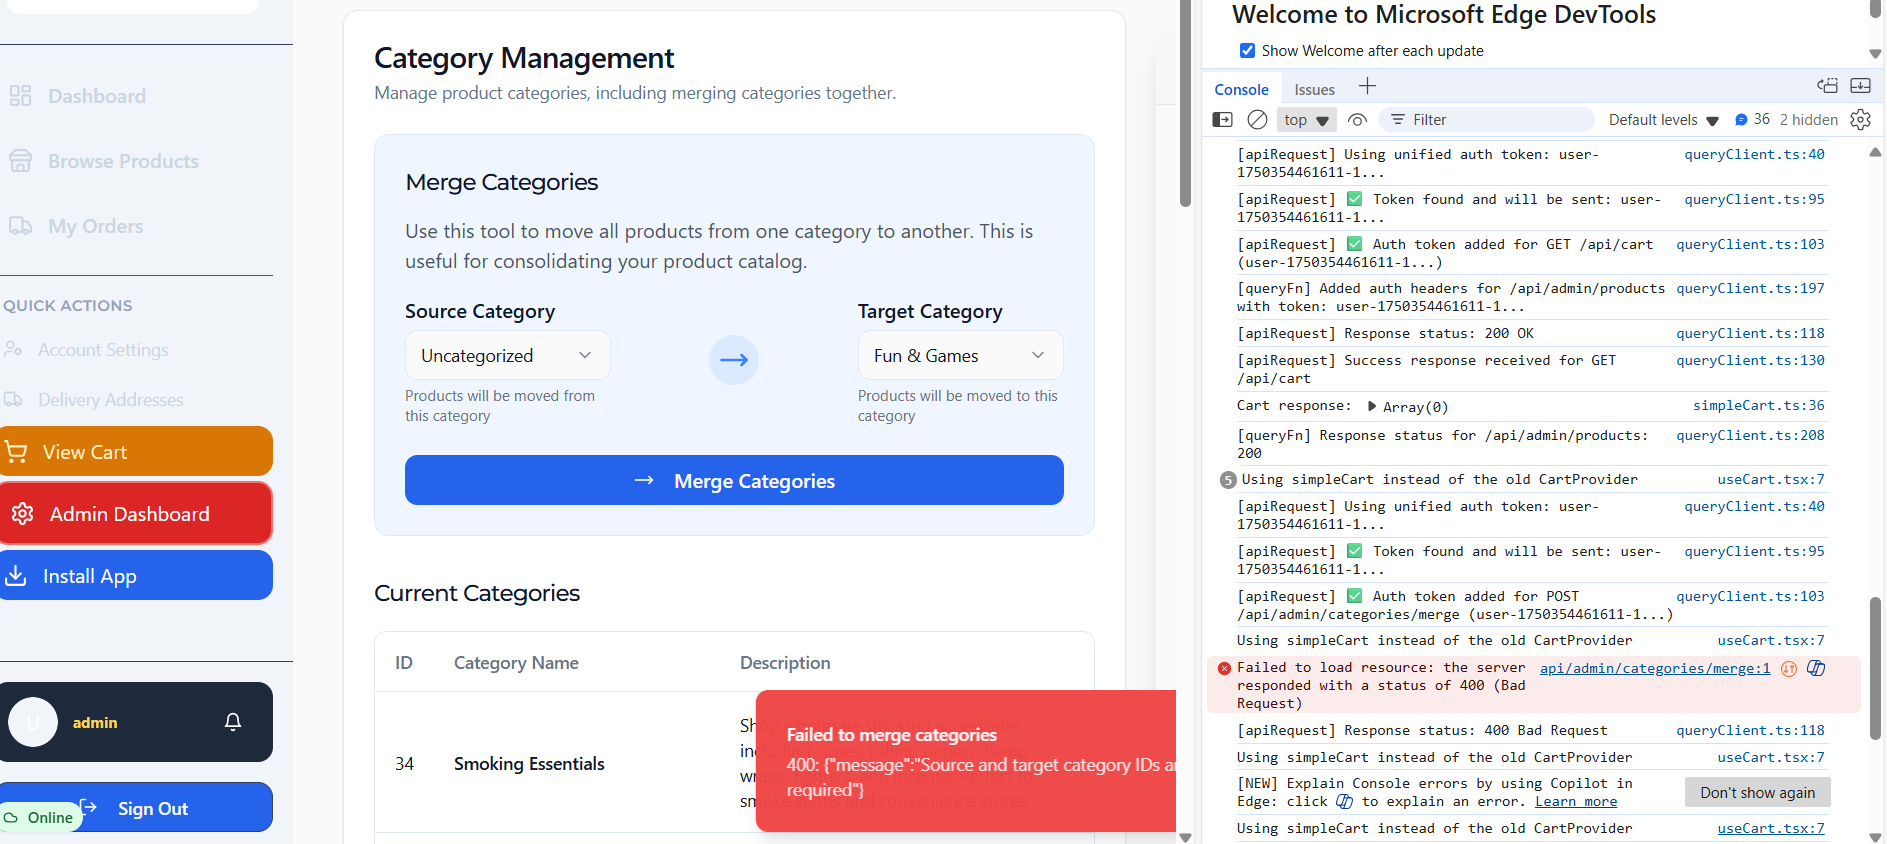 Dashboard
Browse Products
My Orders
QUICK ACTIONS
Account Settings
Delivery Addresses
View Cart
Admin Dashboard
Install App
U
admin
Sign Out
Online
Category Management
Manage product categories, including merging categories together.
Merge Categories
Use this tool to move all products from one category to another. This is
useful for consolidating your product catalog.
Source Category
Uncategorized
Products will be moved from
this category
Target Category
Fun & Games
Products will be moved to this
category
Merge Categories
Current Categories
ID Category Name Description
34 Smoking Essentials
Failed to merge categories
400: {"message":"Source and target category IDs
required"}
Welcome to Microsoft Edge DevTools
Show Welcome after each update
Console Issues
top Filter Default levels 36 2 hidden
[apiRequest] Using unified auth token: user- queryClient.ts:40
1750354461611-1...
[apiRequest] ✅ Token found and will be sent: user- queryClient.ts:95
1750354461611-1...
[apiRequest] ✅ Auth token added for GET /api/cart queryClient.ts:103
(user-1750354461611-1...)
[queryFn] Added auth headers for /api/admin/products queryClient.ts:197
with token: user-1750354461611-1...
[apiRequest] Response status: 200 OK queryClient.ts:118
[apiRequest] Success response received for GET queryClient.ts:130
/api/cart
Cart response: ▶ Array(0) simpleCart.ts:36
[queryFn] Response status for /api/admin/products: queryClient.ts:208
200
5 Using simpleCart instead of the old CartProvider useCart.tsx:7
[apiRequest] Using unified auth token: user- queryClient.ts:40
1750354461611-1...
[apiRequest] ✅ Token found and will be sent: user- queryClient.ts:95
1750354461611-1...
[apiRequest] ✅ Auth token added for POST queryClient.ts:103
/api/admin/categories/merge (user-1750354461611-1...)
Using simpleCart instead of the old CartProvider useCart.tsx:7
Failed to load resource: the server api/admin/categories/merge:1
responded with a status of 400 (Bad
Request)
[apiRequest] Response status: 400 Bad Request queryClient.ts:118
Using simpleCart instead of the old CartProvider useCart.tsx:7
[NEW] Explain Console errors by using Copilot in
Edge: click to explain an error. Learn more
Don't show again
Using simpleCart instead of the old CartProvider useCart.tsx:7